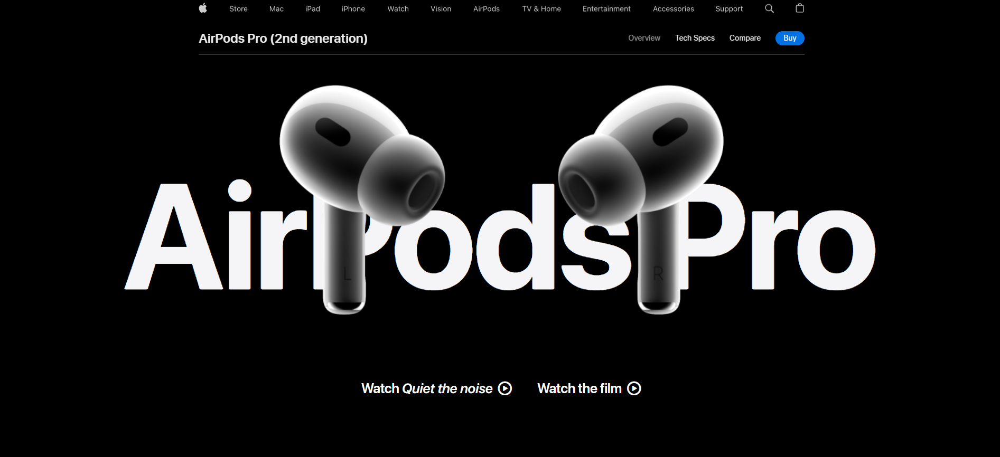 Store Mac iPad iPhone Watch Vision AirPods TV & Home Entertainment Accessories Support
AirPods Pro (2nd generation) Overview Tech Specs Compare Buy
AirPods Pro
L R
Watch Quiet the noise Watch the film